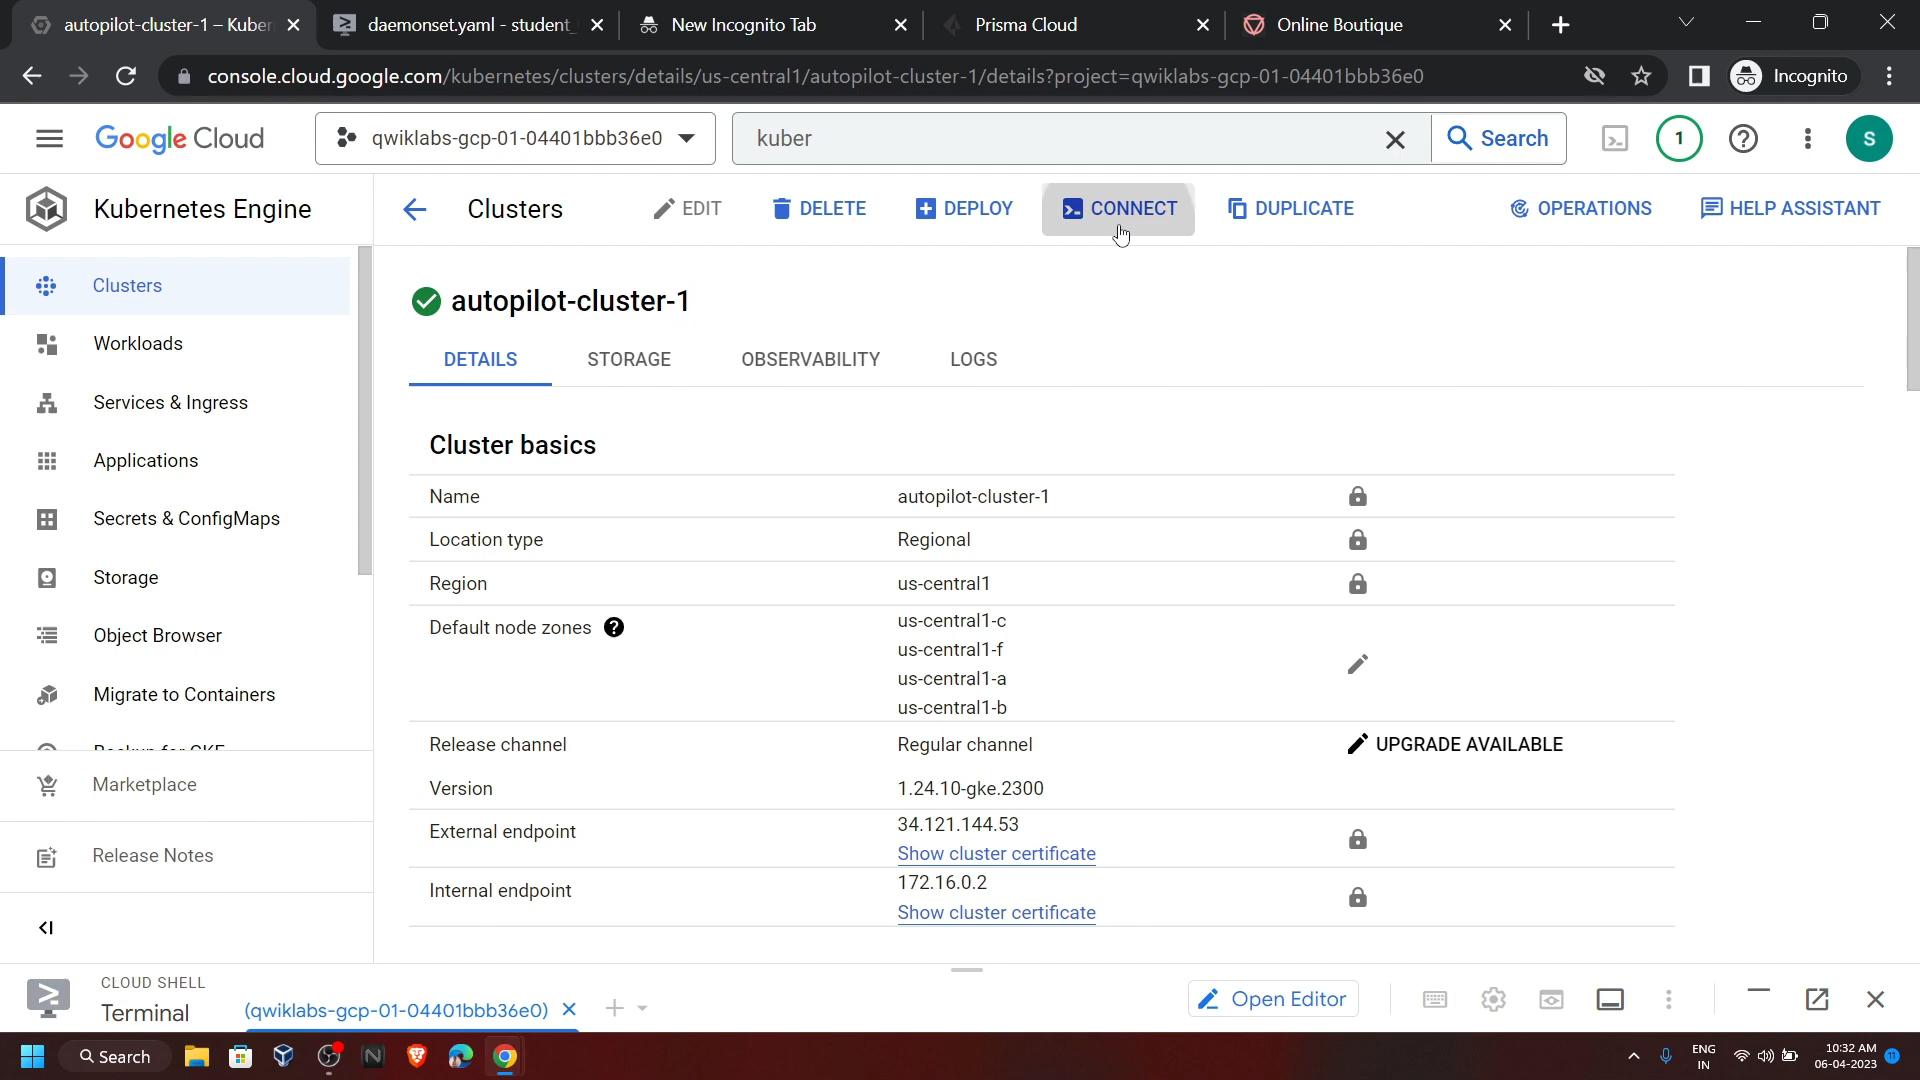 autopilot-cluster-1 – Kuber
daemonset.yaml - student_
New Incognito Tab
Prisma Cloud
Online Boutique
console.cloud.google.com/kubernetes/clusters/details/us-central1/autopilot-cluster-1/details?project=qwiklabs-gcp-01-04401bbb36e0
Incognito
Google Cloud
qwiklabs-gcp-01-04401bbb36e0
kuber
Search
1
S
Kubernetes Engine
Clusters
EDIT
DELETE
DEPLOY
CONNECT
DUPLICATE
OPERATIONS
HELP ASSISTANT
Clusters
Workloads
Services & Ingress
Applications
Secrets & ConfigMaps
Storage
Object Browser
Migrate to Containers
Backup for GKE
Marketplace
Release Notes
autopilot-cluster-1
DETAILS
STORAGE
OBSERVABILITY
LOGS
Cluster basics
Name autopilot-cluster-1
Location type Regional
Region us-central1
Default node zones us-central1-c
us-central1-f
us-central1-a
us-central1-b
Release channel Regular channel UPGRADE AVAILABLE
Version 1.24.10-gke.2300
External endpoint 34.121.144.53
Show cluster certificate
Internal endpoint 172.16.0.2
Show cluster certificate
CLOUD SHELL
Terminal
(qwiklabs-gcp-01-04401bbb36e0)
Open Editor
Search
ENG
IN
10:32 AM
06-04-2023
11